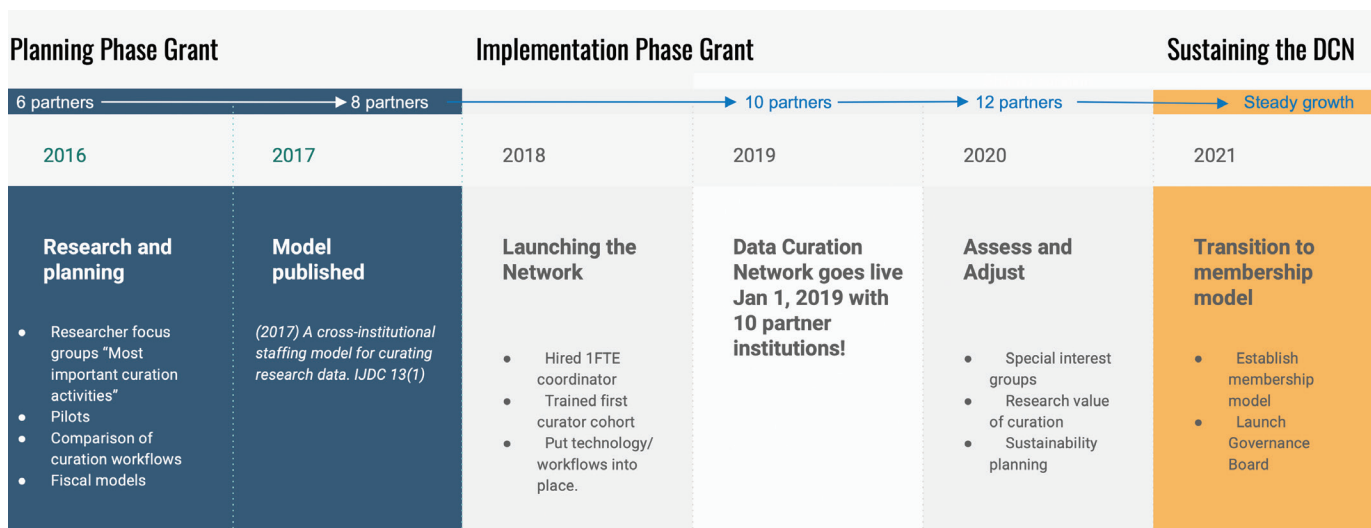 Planning Phase Grant
Implementation Phase Grant
Sustaining the DCN
6 partners
8 partners
10 partners
12 partners
Steady growth
2016
2017
2018
2019
2020
2021
Research and
planning
● Researcher focus
groups “Most
important curation
activities”
● Pilots
● Comparison of
curation workflows
● Fiscal models
Model
published
(2017) A cross-institutional
staffing model for curating
research data. IJDC 13(1)
Launching the
Network
● Hired 1FTE
coordinator
● Trained first
curator cohort
● Put technology/
workflows into
place.
Data Curation
Network goes live
Jan 1, 2019 with
10 partner
institutions!
Assess and
Adjust
● Special interest
groups
● Research value
of curation
● Sustainability
planning
Transition to
membership
model
● Establish
membership
model
● Launch
Governance
Board